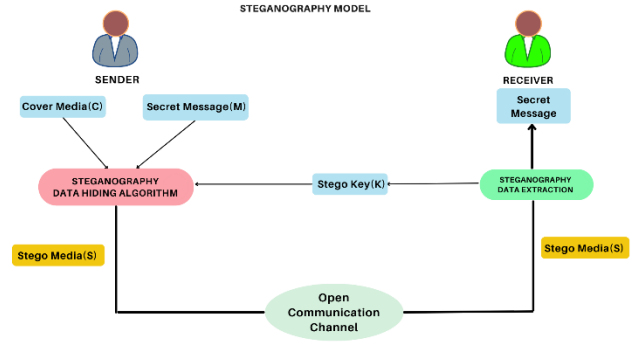 STEGANOGRAPHY MODEL
SENDER
RECEIVER
Cover Media(C)
Secret Message(M)
Secret
Message
STEGANOGRAPHY
DATA HIDING ALGORITHM
Stego Key(K)
STEGANOGRAPHY
DATA EXTRACTION
Stego Media(S)
Stego Media(S)
Open
Communication
Channel